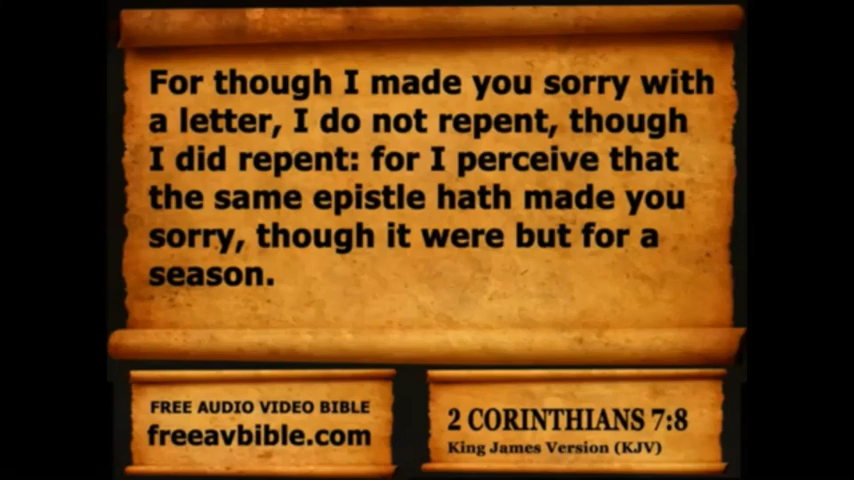 For though I made you sorry with
a letter, I do not repent, though
I did repent: for I perceive that
the same epistle hath made you
sorry, though it were but for a
season.
FREE AUDIO VIDEO BIBLE
freeavbible.com
2 CORINTHIANS 7:8
King James Version (KJV)